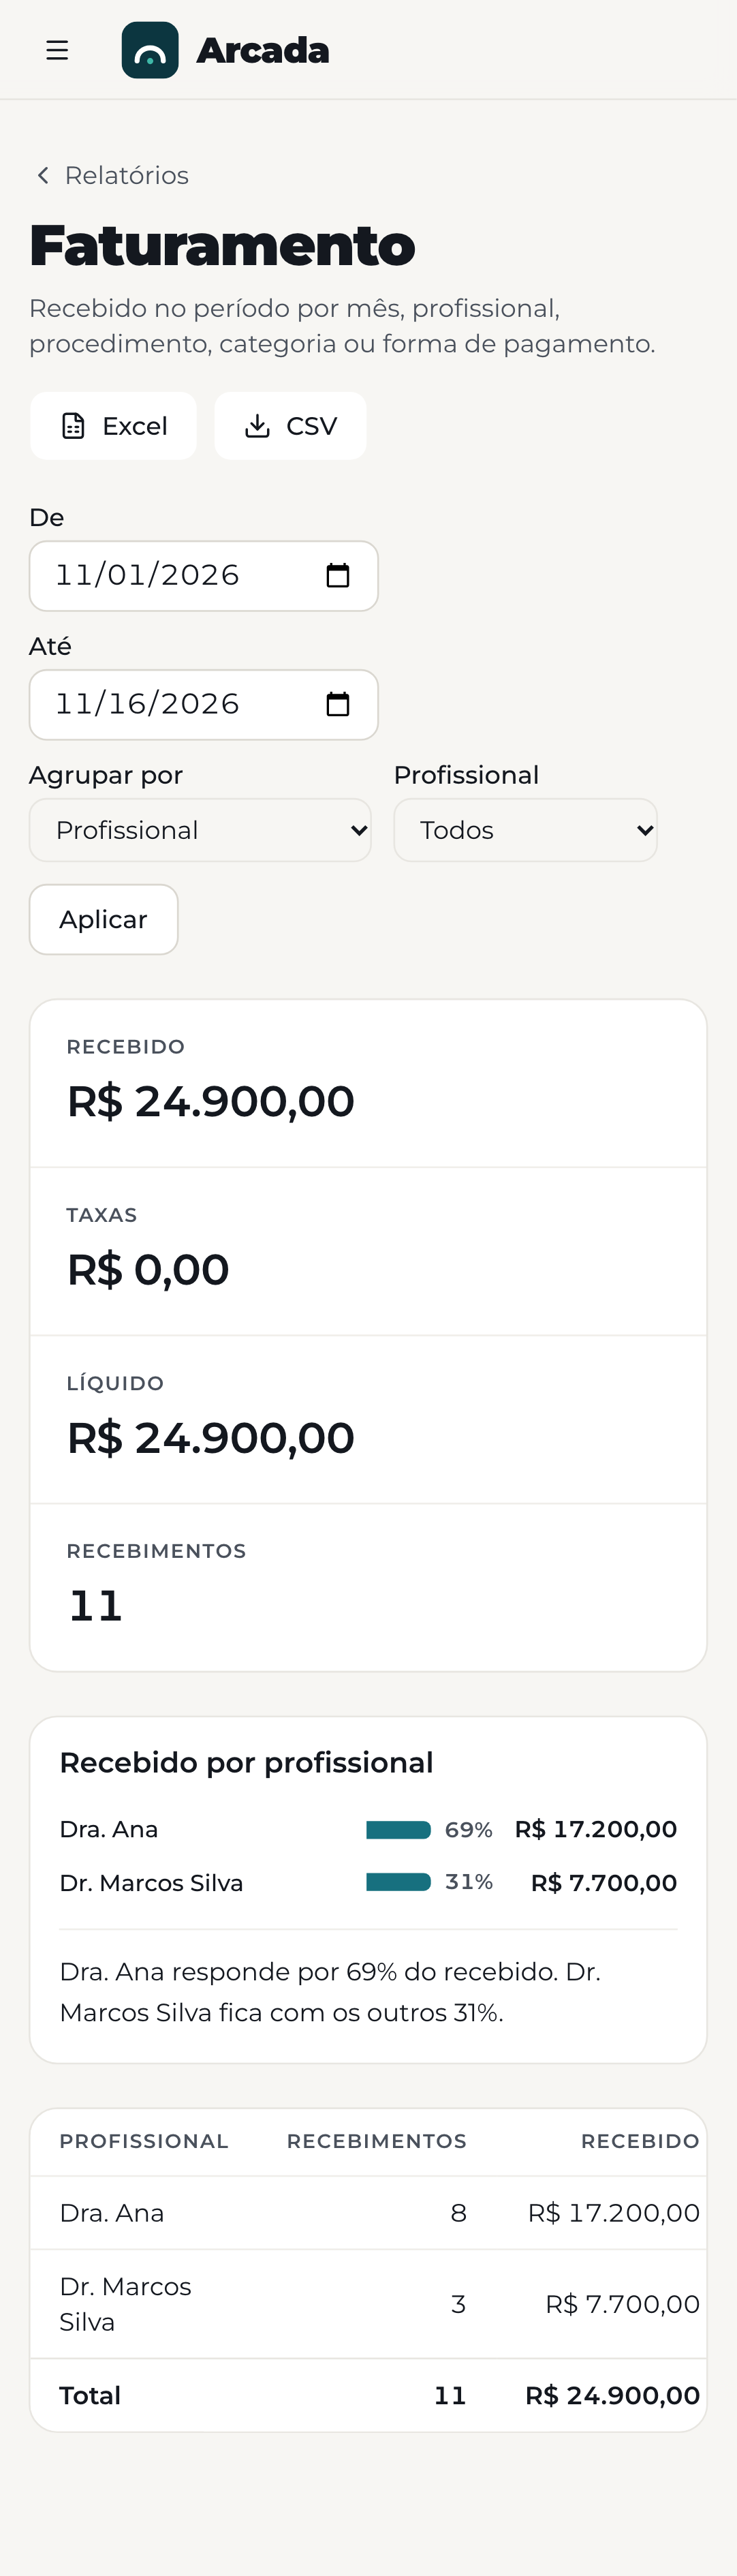 Arcada
Relatórios
Faturamento
Recebido no período por mês, profissional,
procedimento, categoria ou forma de pagamento.
Excel CSV
De
11/01/2026
Até
11/16/2026
Agrupar por Profissional
Profissional Todos
Aplicar
RECEBIDO
R$ 24.900,00
TAXAS
R$ 0,00
LÍQUIDO
R$ 24.900,00
RECEBIMENTOS
11
Recebido por profissional
Dra. Ana 69% R$ 17.200,00
Dr. Marcos Silva 31% R$ 7.700,00
Dra. Ana responde por 69% do recebido. Dr.
Marcos Silva fica com os outros 31%.
PROFISSIONAL RECEBIMENTOS RECEBIDO
Dra. Ana 8 R$ 17.200,00
Dr. Marcos
Silva 3 R$ 7.700,00
Total 11 R$ 24.900,00